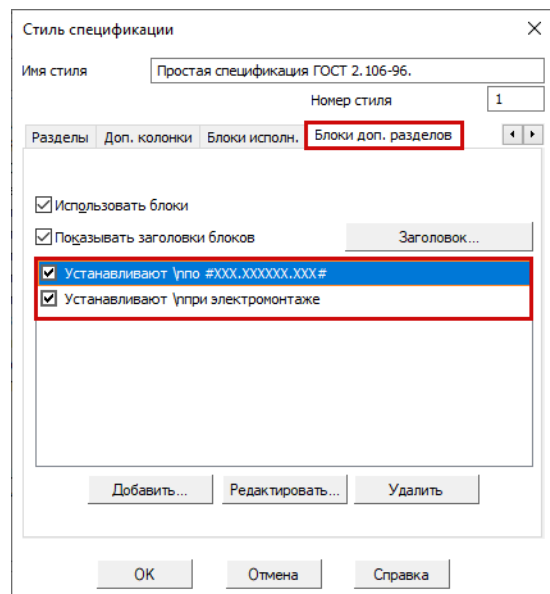 Стиль спецификации
Имя стиля Простая спецификация ГОСТ 2.106-96.
Номер стиля 1
Разделы Доп. колонки Блоки исполн. Блоки доп. разделов
Использовать блоки
Показывать заголовки блоков Заголовок...
Устанавливают \nпо #XXX.XXXXXX.XXX#
Устанавливают \nпри электромонтаже
Добавить... Редактировать... Удалить
OK Отмена Справка